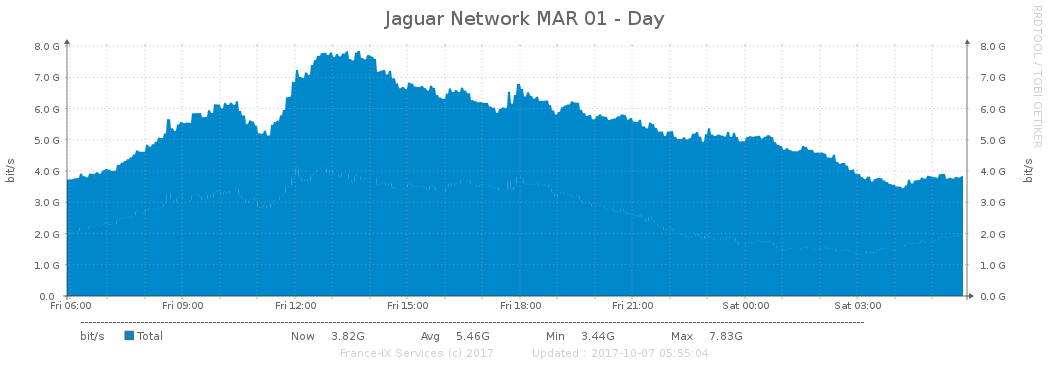 Jaguar Network MAR 01 - Day
RRDTOOL / TOBI OETIKER
bit/s
bit/s
8.0 G 8.0 G
7.0 G 7.0 G
6.0 G 6.0 G
5.0 G 5.0 G
4.0 G 4.0 G
3.0 G 3.0 G
2.0 G 2.0 G
1.0 G 1.0 G
0.0 0.0 G
Fri 06:00 Fri 09:00 Fri 12:00 Fri 15:00 Fri 18:00 Fri 21:00 Sat 00:00 Sat 03:00
bit/s Total Now 3.82G Avg 5.46G Min 3.44G Max 7.83G
France-IX Services (c) 2017 Updated : 2017-10-07 05:55:04